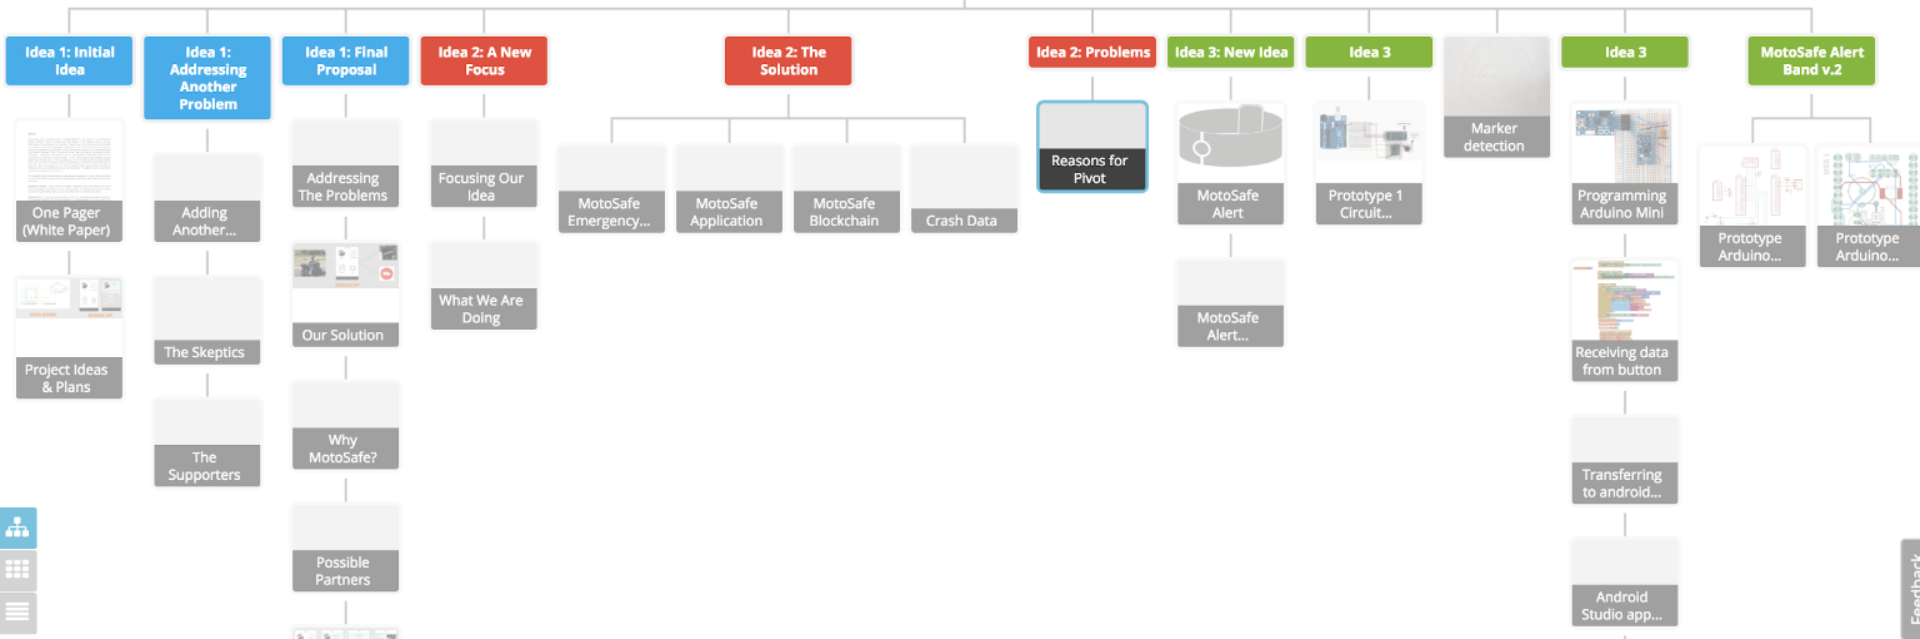 Idea 1: Initial
Idea
Idea 1:
Addressing
Another
Problem
Idea 1: Final
Proposal
Idea 2: A New
Focus
Idea 2: The
Solution
Idea 2: Problems
Idea 3: New Idea
Idea 3
Idea 3
MotoSafe Alert
Band v.2
One Pager
(White Paper)
Project Ideas
& Plans
Adding
Another...
The Skeptics
The
Supporters
Addressing
The Problems
Our Solution
Why
MotoSafe?
Possible
Partners
Focusing Our
Idea
What We Are
Doing
MotoSafe
Emergency...
MotoSafe
Application
MotoSafe
Blockchain
Crash Data
Reasons for
Pivot
MotoSafe
Alert
MotoSafe
Alert...
Prototype 1
Circuit...
Marker
detection
Programming
Arduino Mini
Receiving data
from button
Transferring
to android...
Android
Studio app...
Prototype
Arduino...
Prototype
Arduino...
Feedback